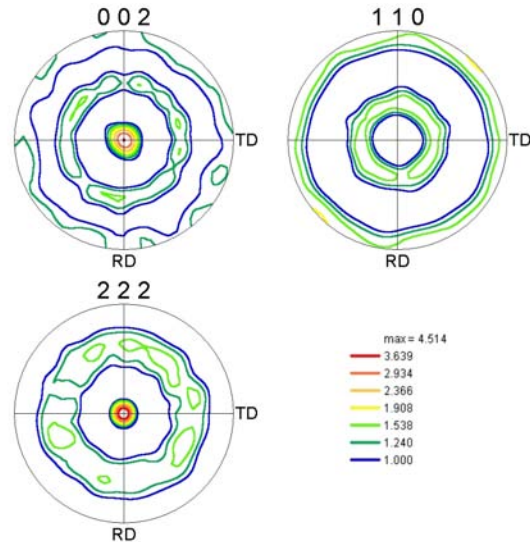 0 0 2
TD
RD
1 1 0
TD
RD
2 2 2
TD
RD
max = 4.514
3.639
2.934
2.366
1.908
1.538
1.240
1.000